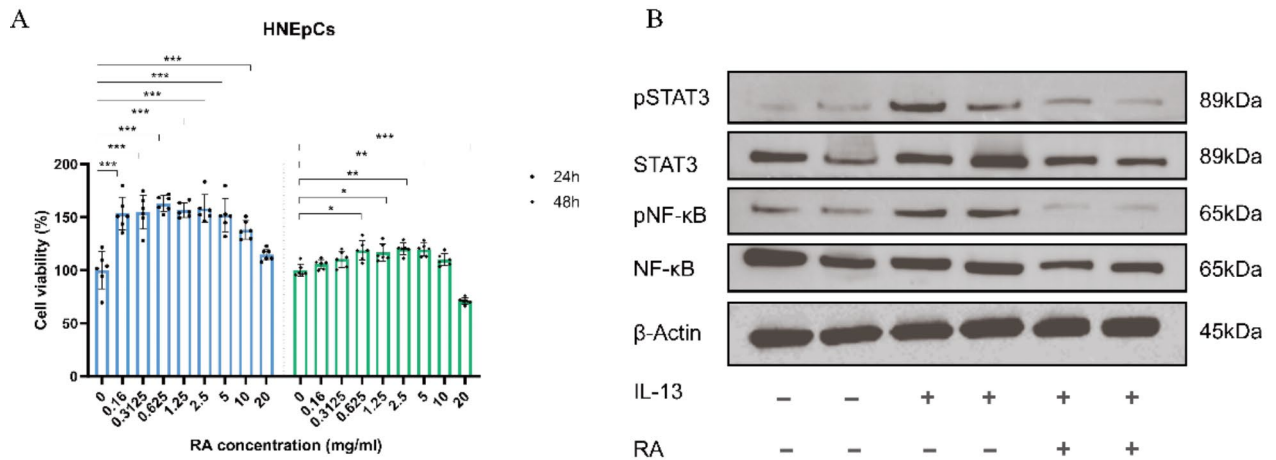 A
HNEpCs
***
***
***
***
***
***
***
***
**
**
*
*
200
150
100
50
0
Cell viability (%)
0 0.16 0.3125 0.625 1.25 2.5 5 10 20
0 0.16 0.3125 0.625 1.25 2.5 5 10 20
RA concentration (mg/ml)
24h
48h
B
pSTAT3 89kDa
STAT3 89kDa
pNF-κB 65kDa
NF-κB 65kDa
β-Actin 45kDa
IL-13 − − + + + +
RA − − − − + +